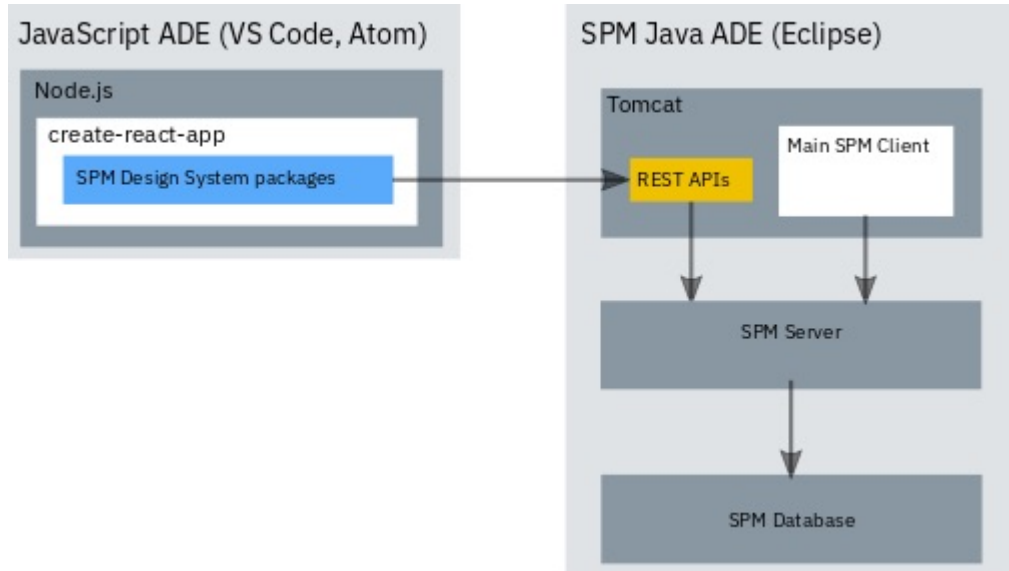 JavaScript ADE (VS Code, Atom)
Node.js
create-react-app
SPM Design System packages
SPM Java ADE (Eclipse)
Tomcat
Main SPM Client
REST APIs
SPM Server
SPM Database